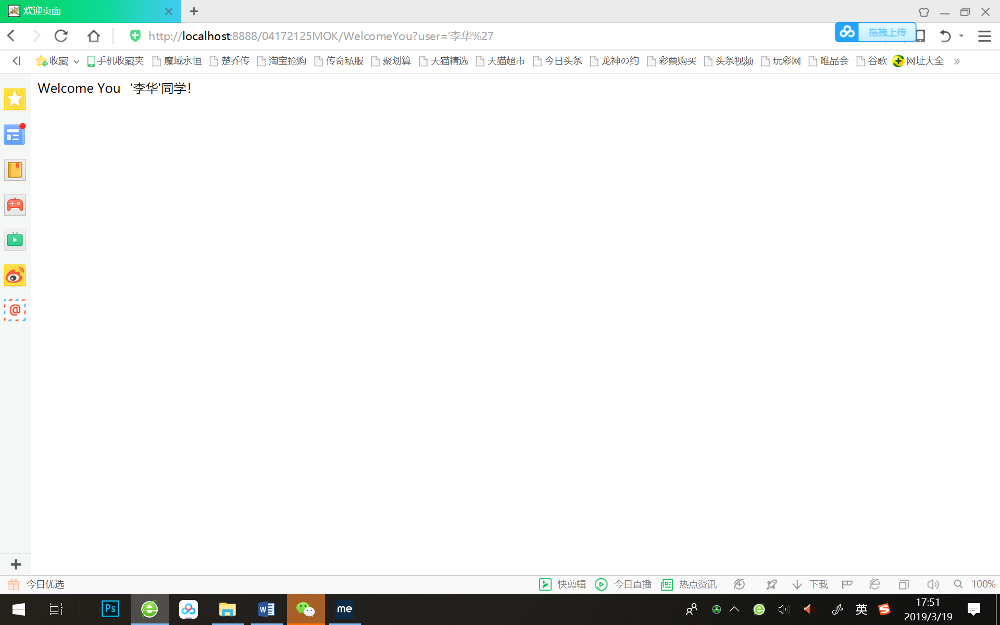 欢迎页面
http://localhost:8888/04172125MOK/WelcomeYou?user=‘李华%27
拖拽上传
收藏 手机收藏夹 魔域永恒 楚乔传 淘宝抢购 传奇私服 聚划算 天猫精选 天猫超市 今日头条 龙神の约 彩票购买 头条视频 玩彩网 唯品会 谷歌 网址大全 »
Welcome You ‘李华'同学!
@
今日优选 快剪辑 今日直播 热点资讯 下载 100%
Ps W me 英 S 17:51
2019/3/19